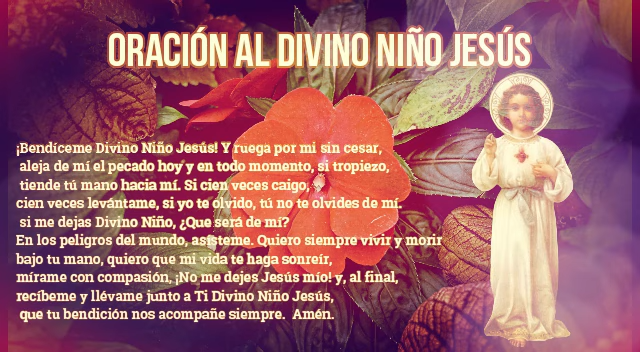 ORACIÓN AL DIVINO NIÑO JESÚS
¡Bendíceme Divino Niño Jesús! Y ruega por mi sin cesar,
aleja de mí el pecado hoy y en todo momento, si tropiezo,
tiende tú mano hacia mí. Si cien veces caigo,
cien veces levántame, si yo te olvido, tú no te olvides de mí.
si me dejas Divino Niño, ¿Que será de mí?
En los peligros del mundo, asísteme. Quiero siempre vivir y morir
bajo tu mano, quiero que mi vida te haga sonreír,
mírame con compasión, ¡No me dejes Jesús mío! y, al final,
recíbeme y llévame junto a Ti Divino Niño Jesús,
que tu bendición nos acompañe siempre. Amén.